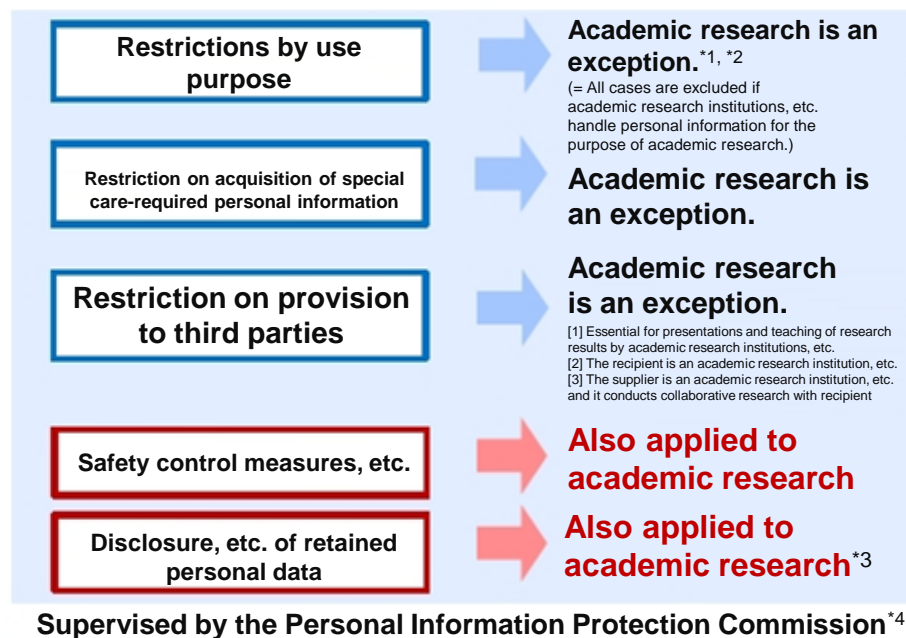 Restrictions by use
purpose
Academic research is an
exception.*1, *2
(= All cases are excluded if
academic research institutions, etc.
handle personal information for the
purpose of academic research.)
Restriction on acquisition of special
care-required personal information
Academic research is
an exception.
Restriction on provision
to third parties
Academic research
is an exception.
[1] Essential for presentations and teaching of research
results by academic research institutions, etc.
[2] The recipient is an academic research institution, etc.
[3] The supplier is an academic research institution, etc.
and it conducts collaborative research with recipient
Safety control measures, etc.
Also applied to
academic research
Disclosure, etc. of retained
personal data
Also applied to
academic research*3
Supervised by the Personal Information Protection Commission*4